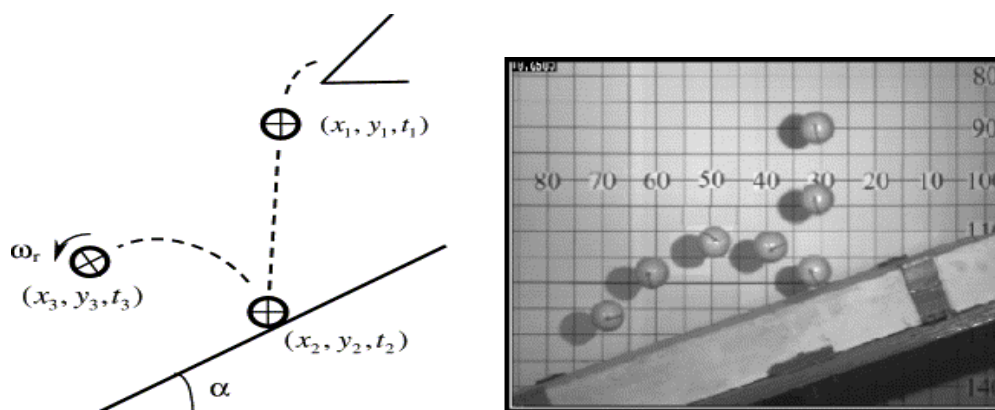 (x₁, y₁, t₁)
ωᵣ
(x₃, y₃, t₃)
(x₂, y₂, t₂)
α
80
90
80 70 60 50 40 30 20 10 100
110
140